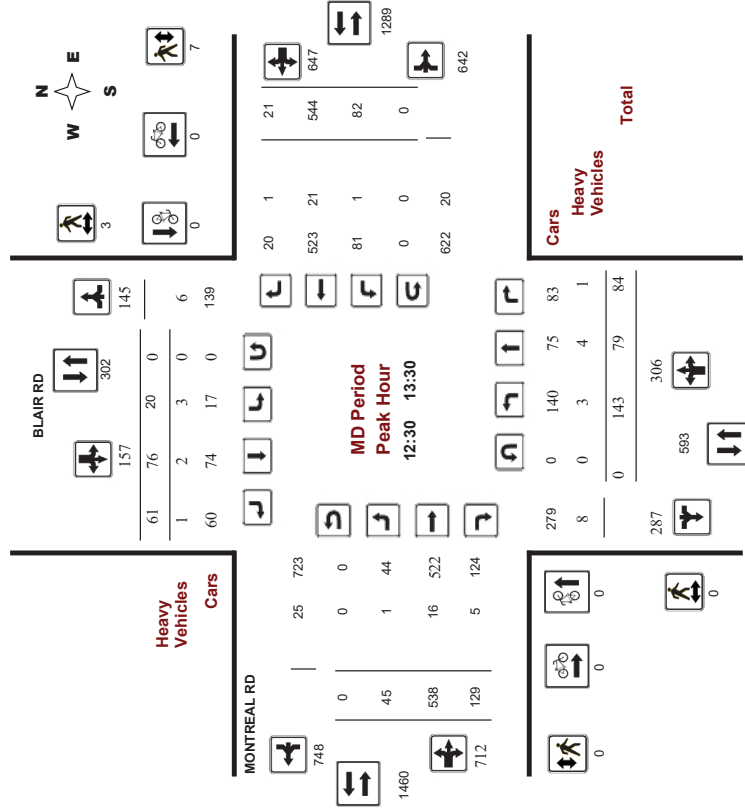 N
W E
S
3
7
0
0
BLAIR RD
302
157
145
61 76 20 0
1 2 3 0 6
60 74 17 0 139
Heavy
Vehicles
Cars
647
1289
642
20 1 21
523 21 544
81 1 82
0 0 0
622 20
MD Period
Peak Hour
12:30 13:30
MONTREAL RD
748
1460
712
25 723
0 0 0
45 1 44
538 16 522
129 5 124
Cars
Heavy
Vehicles
Total
279 0 140 75 83
8 0 3 4 1
0 143 79 84
287
593
306
0
0
0
0